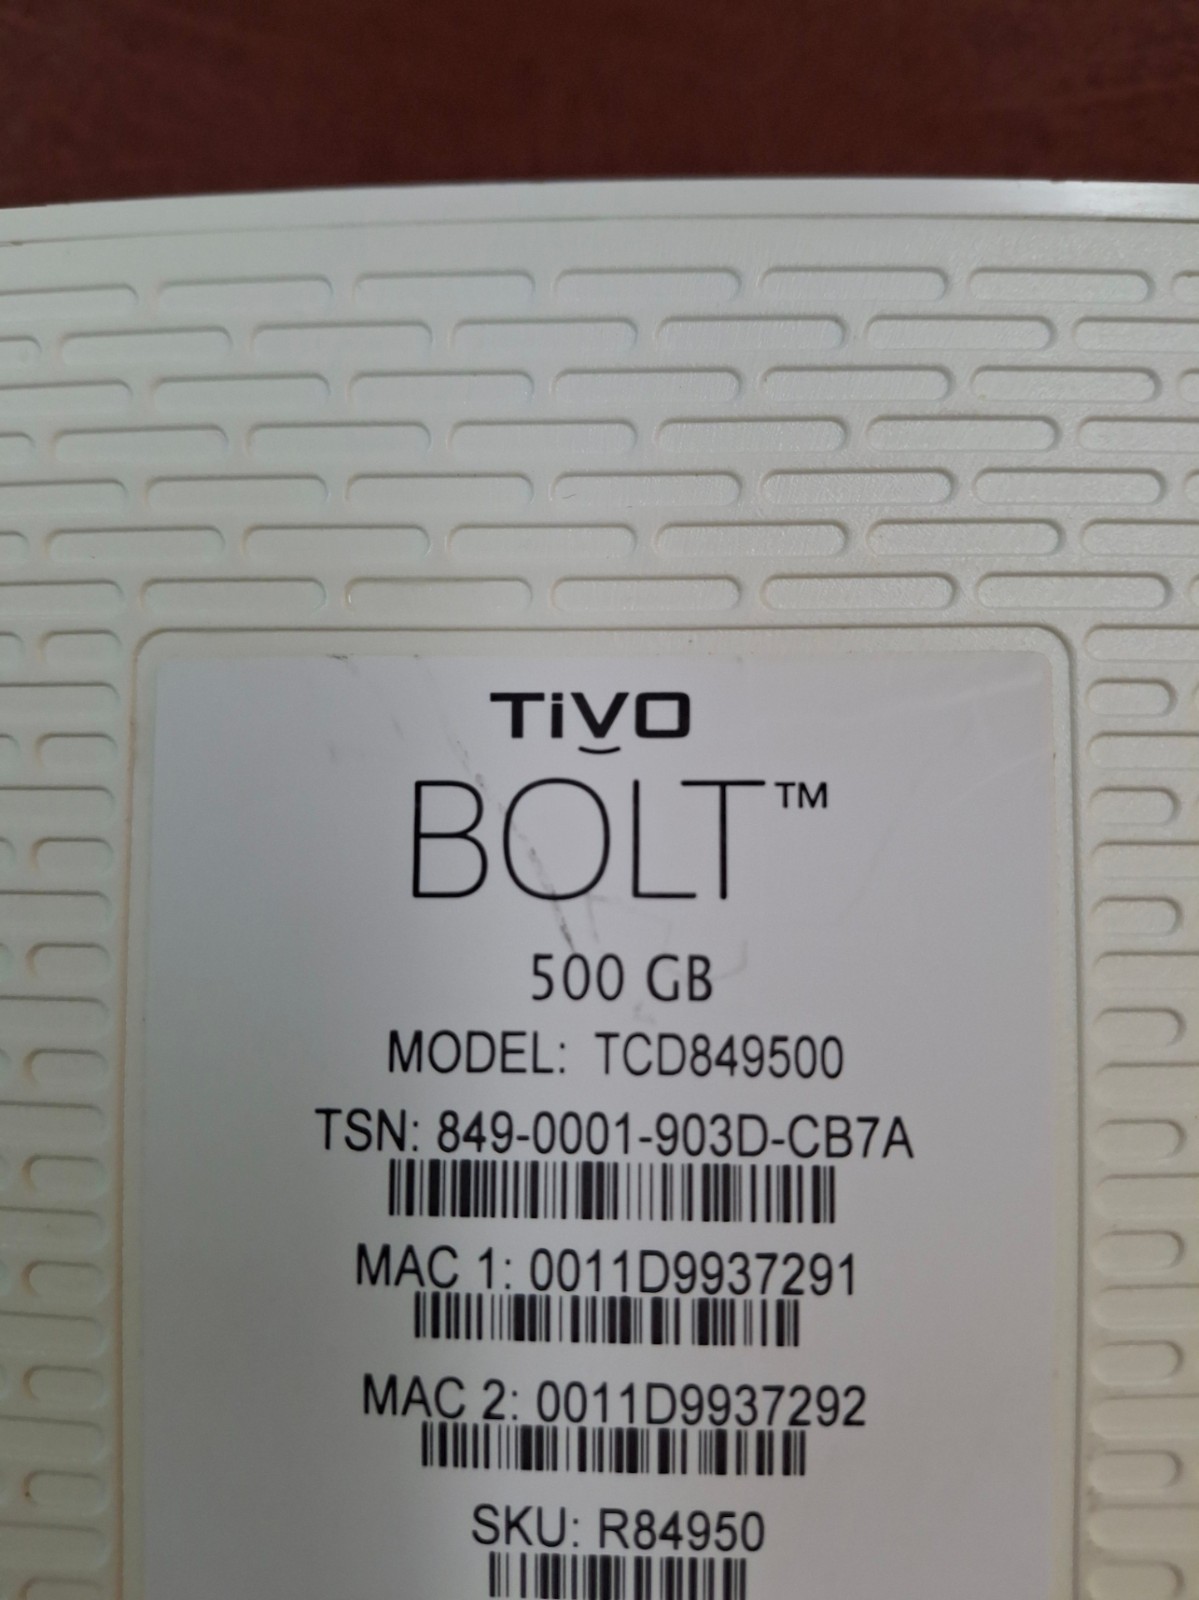 TiVo
BOLT™
500 GB
MODEL: TCD849500
TSN: 849-0001-903D-CB7A
MAC 1: 0011D9937291
MAC 2: 0011D9937292
SKU: R84950